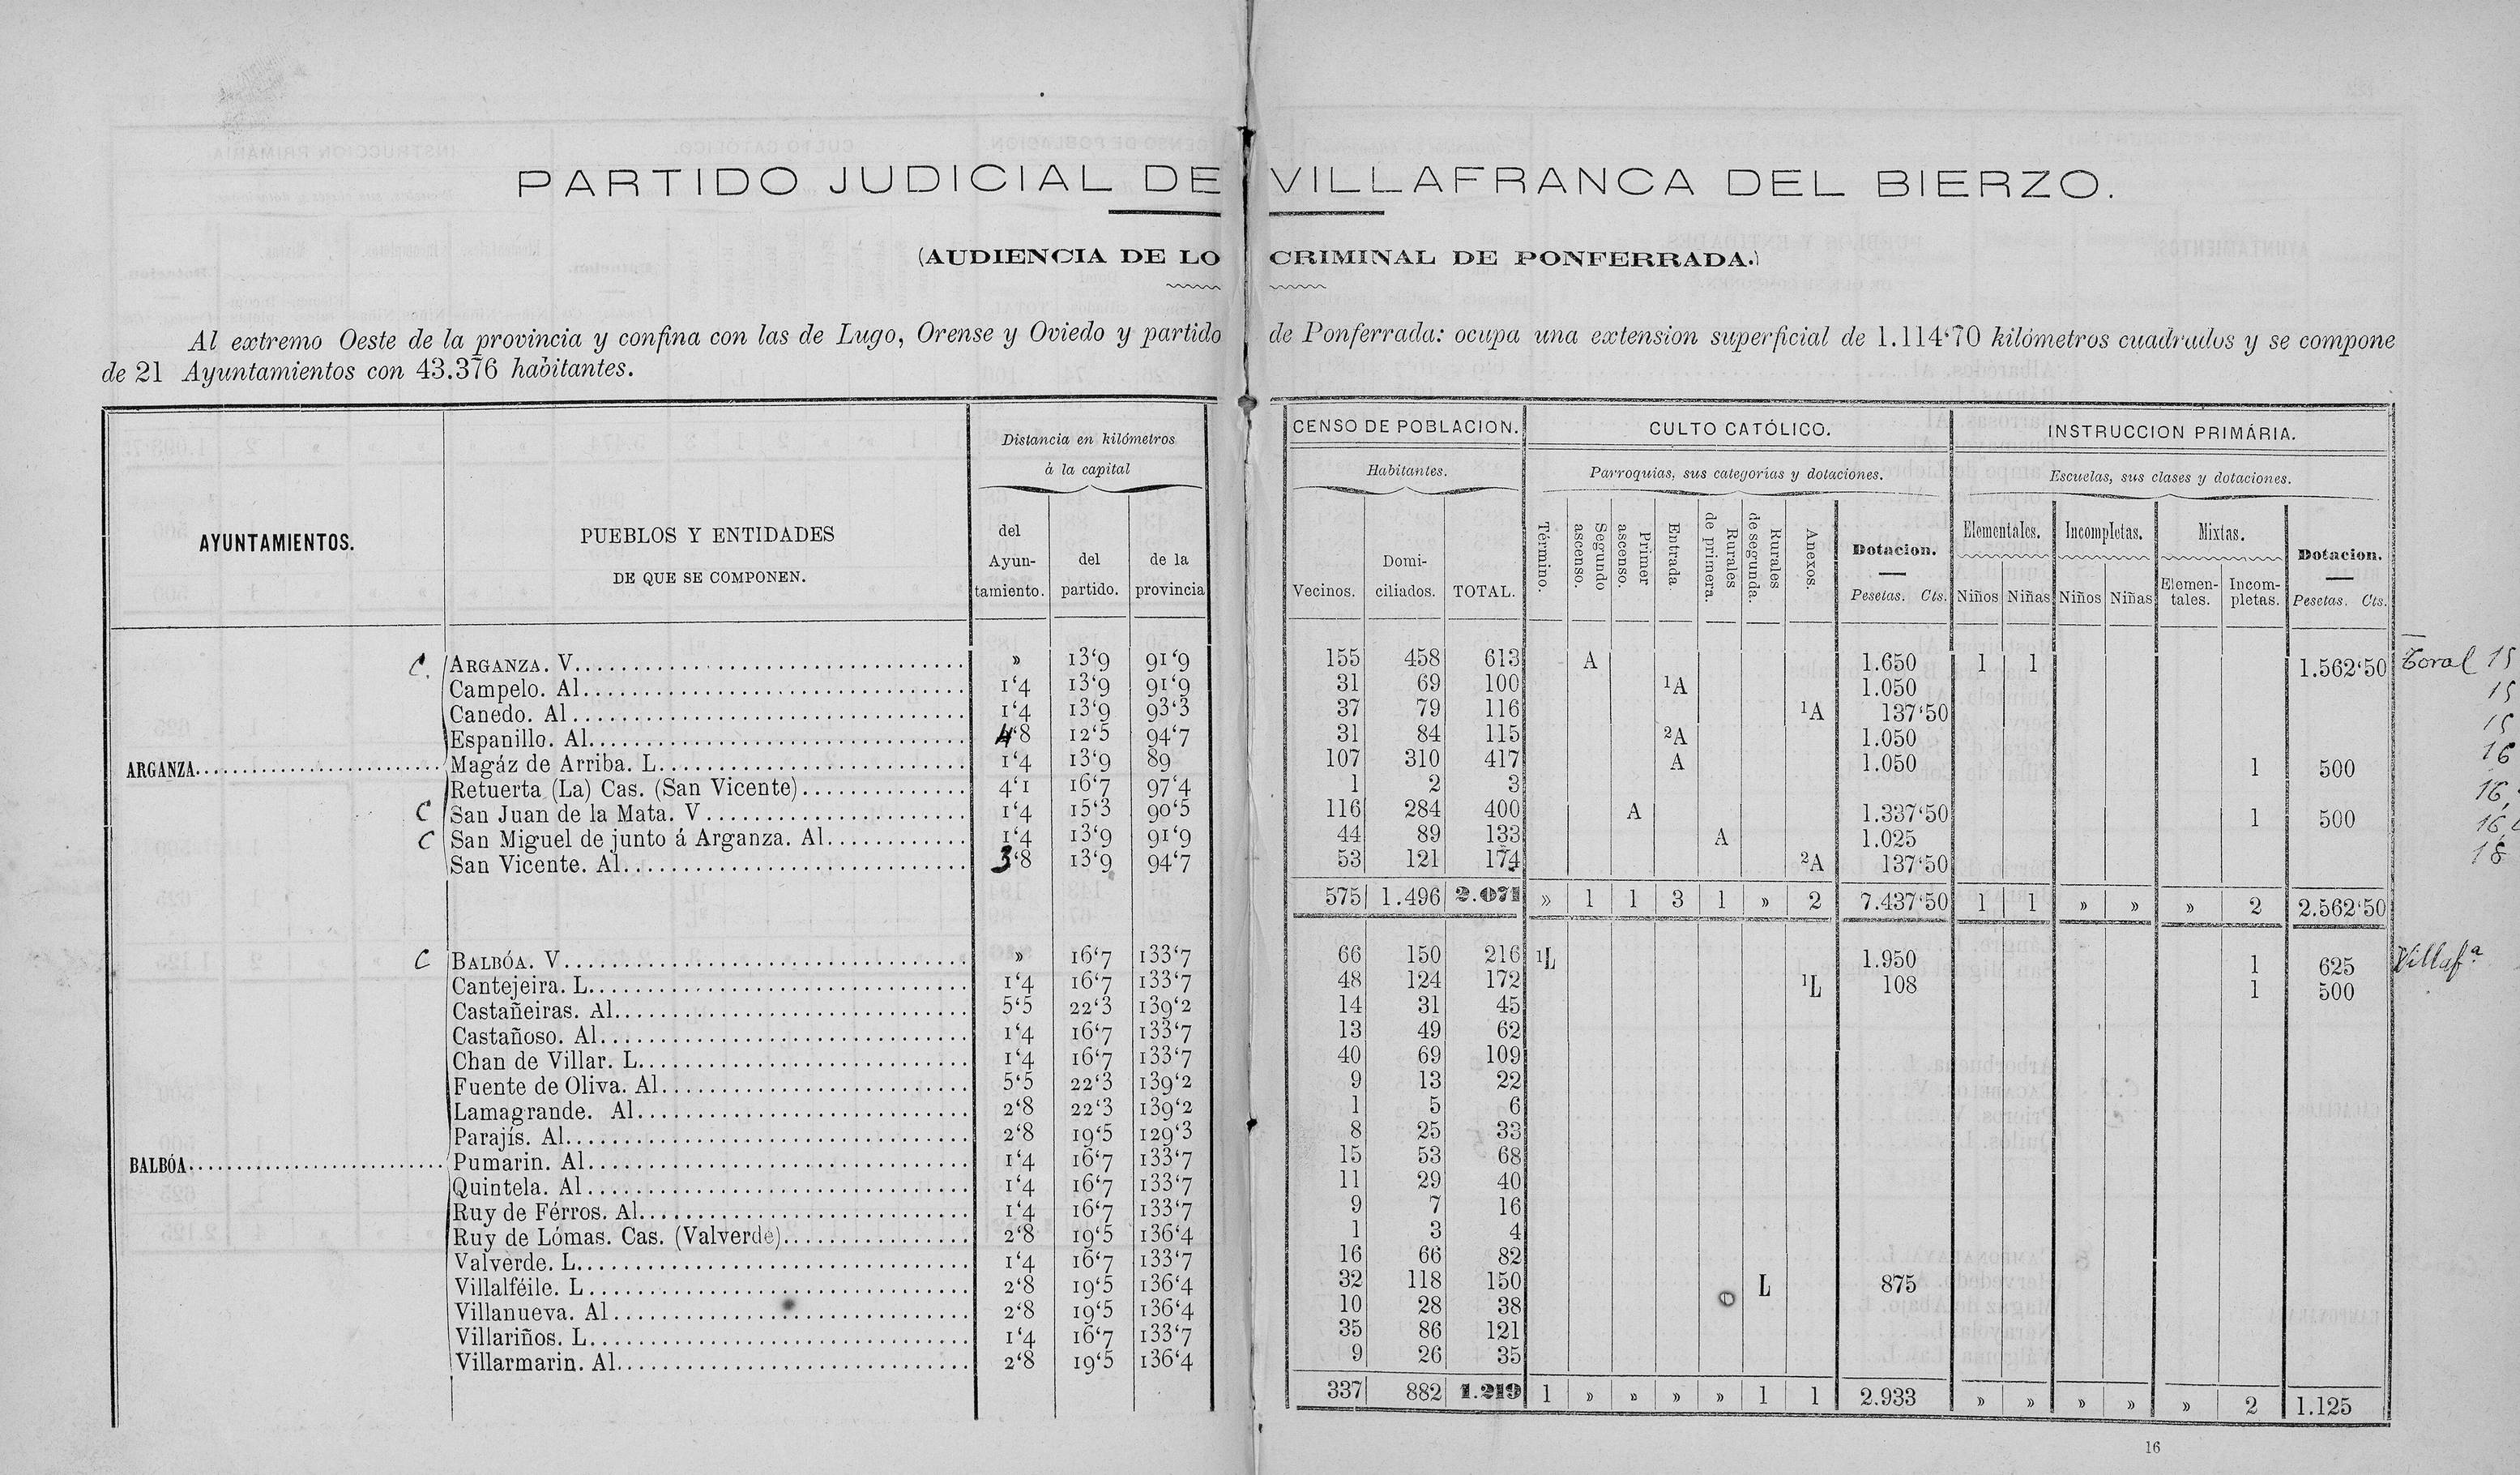 PARTIDO JUDICIAL DE VILLAFRANCA DEL BIERZO.
(AUDIENCIA DE LO CRIMINAL DE PONFERRADA.)
Al extremo Oeste de la provincia y confina con las de Lugo, Orense y Oviedo y partido de Ponferrada: ocupa una extension superficial de 1.114‘70 kilómetros cuadrados y se compone
de 21 Ayuntamientos con 43.376 habitantes.
AYUNTAMIENTOS.
PUEBLOS Y ENTIDADES
DE QUE SE COMPONEN.
Distancia en kilómetros
á la capital
del Ayun-tamiento.
del partido.
de la provincia
CENSO DE POBLACION.
Habitantes.
Vecinos.
Domi-ciliados.
TOTAL.
CULTO CATÓLICO.
Parroquias, sus categorías y dotaciones.
Término.
Segundo ascenso.
Primer ascenso.
Entrada
Rurales de primera.
Rurales de segunda.
Anexos.
Dotacion.
Pesetas. Cts.
INSTRUCCION PRIMÁRIA.
Escuelas, sus clases y dotaciones.
Elementales.
Incompletas.
Mixtas.
Niños Niñas Niños Niñas
Elemen-tales.
Incom-pletas.
Dotacion.
Pesetas. Cts.
C. ARGANZA. V. » 13‘9 91‘9 155 458 613 A 1.650 1 1 1.562‘50 Toral 15
Campelo. Al. 1‘4 13‘9 91‘9 31 69 100 1A 1.050 15
Canedo. Al. 1‘4 13‘9 93‘3 37 79 116 1A 137‘50 15
Espanillo. Al. 4‘8 12‘5 94‘7 31 84 115 2A 1.050 16
ARGANZA. Magáz de Arriba. L. 1‘4 13‘9 89 107 310 417 A 1.050 1 500
Retuerta (La) Cas. (San Vicente) 4‘1 16‘7 97‘4 1 2 3 16
C San Juan de la Mata. V 1‘4 15‘3 90‘5 116 284 400 A 1.337‘50 1 500 16
C San Miguel de junto á Arganza. Al. 1‘4 13‘9 91‘9 44 89 133 A 1.025 18
San Vicente. Al. 3‘8 13‘9 94‘7 53 121 174 2A 137‘50
575 1.496 2.071 » 1 1 3 1 » 2 7.437‘50 1 1 » » » 2 2.562‘50
C BALBÓA. V. » 16‘7 133‘7 66 150 216 1L 1.950 1 625 Villafª
Cantejeira. L. 1‘4 16‘7 133‘7 48 124 172 1L 108 1 500
Castañeiras. Al. 5‘5 22‘3 139‘2 14 31 45
Castañoso. Al. 1‘4 16‘7 133‘7 13 49 62
Chan de Villar. L. 1‘4 16‘7 133‘7 40 69 109
Fuente de Oliva. Al. 5‘5 22‘3 139‘2 9 13 22
Lamagrande. Al. 2‘8 22‘3 139‘2 1 5 6
Parajís. Al. 2‘8 19‘5 129‘3 8 25 33
BALBÓA. Pumarin. Al. 1‘4 16‘7 133‘7 15 53 68
Quintela. Al. 1‘4 16‘7 133‘7 11 29 40
Ruy de Férros. Al. 1‘4 16‘7 133‘7 9 7 16
Ruy de Lómas. Cas. (Valverde) 2‘8 19‘5 136‘4 1 3 4
Valverde. L. 1‘4 16‘7 133‘7 16 66 82
Villalféile. L 2‘8 19‘5 136‘4 32 118 150 L 875
Villanueva. Al. 2‘8 19‘5 136‘4 10 28 38
Villariños. L. 1‘4 16‘7 133‘7 35 86 121
Villarmarin. Al. 2‘8 19‘5 136‘4 9 26 35
337 882 1.219 1 » » » » 1 1 2.933 » » » » » 2 1.125
16